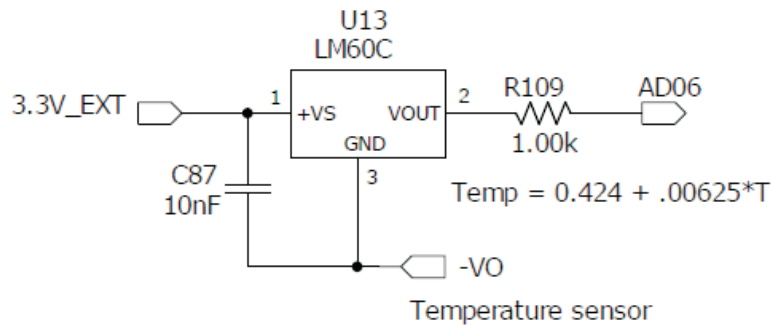 U13
LM60C
3.3V_EXT
1
+VS
VOUT
2
R109
AD06
1.00k
GND
3
C87
10nF
Temp = 0.424 + .00625*T
-VO
Temperature sensor